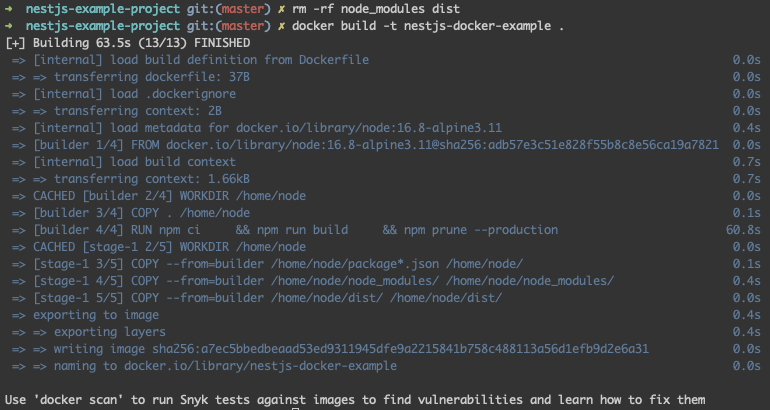 ➜ nestjs-example-project git:(master) ✗ rm -rf node_modules dist
➜ nestjs-example-project git:(master) ✗ docker build -t nestjs-docker-example .
[+] Building 63.5s (13/13) FINISHED
=> [internal] load build definition from Dockerfile 0.0s
=> => transferring dockerfile: 37B 0.0s
=> [internal] load .dockerignore 0.0s
=> => transferring context: 2B 0.0s
=> [internal] load metadata for docker.io/library/node:16.8-alpine3.11 0.4s
=> [builder 1/4] FROM docker.io/library/node:16.8-alpine3.11@sha256:adb57e3c51e828f55b8c8e56ca19a7821 0.0s
=> [internal] load build context 0.7s
=> => transferring context: 1.66kB 0.7s
=> CACHED [builder 2/4] WORKDIR /home/node 0.0s
=> [builder 3/4] COPY . /home/node 0.1s
=> [builder 4/4] RUN npm ci     && npm run build     && npm prune --production 60.8s
=> CACHED [stage-1 2/5] WORKDIR /home/node 0.0s
=> [stage-1 3/5] COPY --from=builder /home/node/package*.json /home/node/ 0.1s
=> [stage-1 4/5] COPY --from=builder /home/node/node_modules/ /home/node/node_modules/ 0.4s
=> [stage-1 5/5] COPY --from=builder /home/node/dist/ /home/node/dist/ 0.0s
=> exporting to image 0.4s
=> => exporting layers 0.4s
=> => writing image sha256:a7ec5bbedbeaad53ed9311945dfe9a2215841b758c488113a56d1efb9d2e6a31 0.0s
=> => naming to docker.io/library/nestjs-docker-example 0.0s
Use 'docker scan' to run Snyk tests against images to find vulnerabilities and learn how to fix them